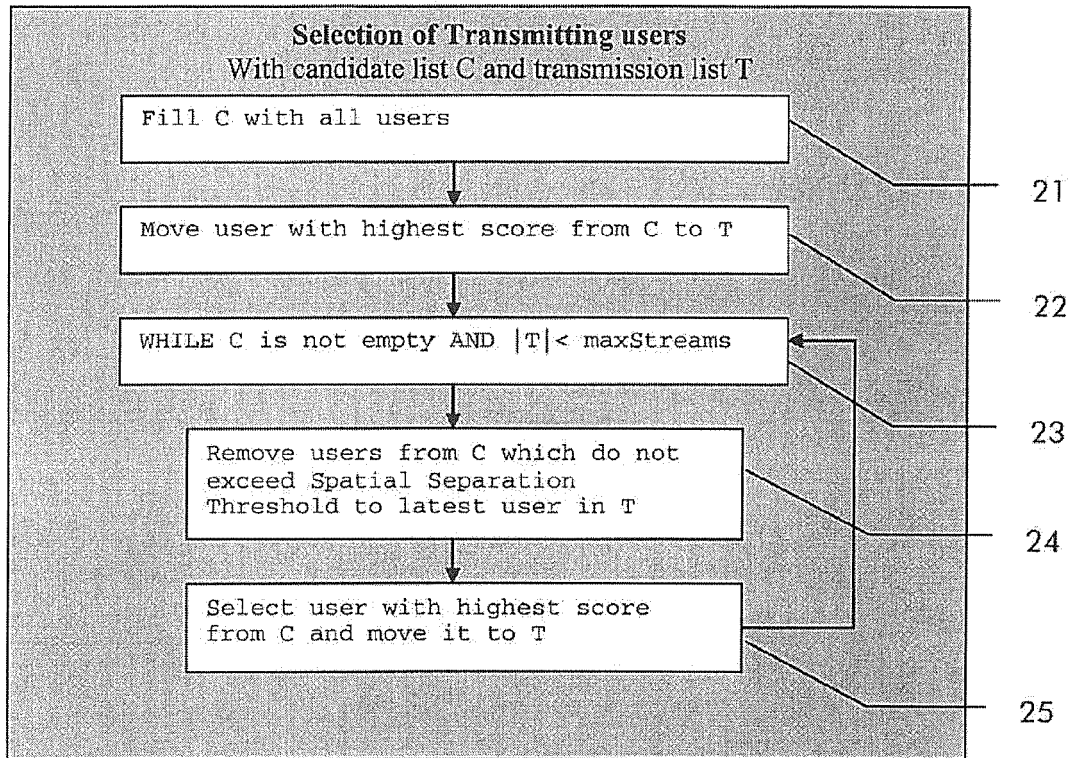 Selection of Transmitting users
With candidate list C and transmission list T
Fill C with all users
21
Move user with highest score from C to T
22
WHILE C is not empty AND |T|< maxStreams
23
Remove users from C which do not
exceed Spatial Separation
Threshold to latest user in T
24
Select user with highest score
from C and move it to T
25